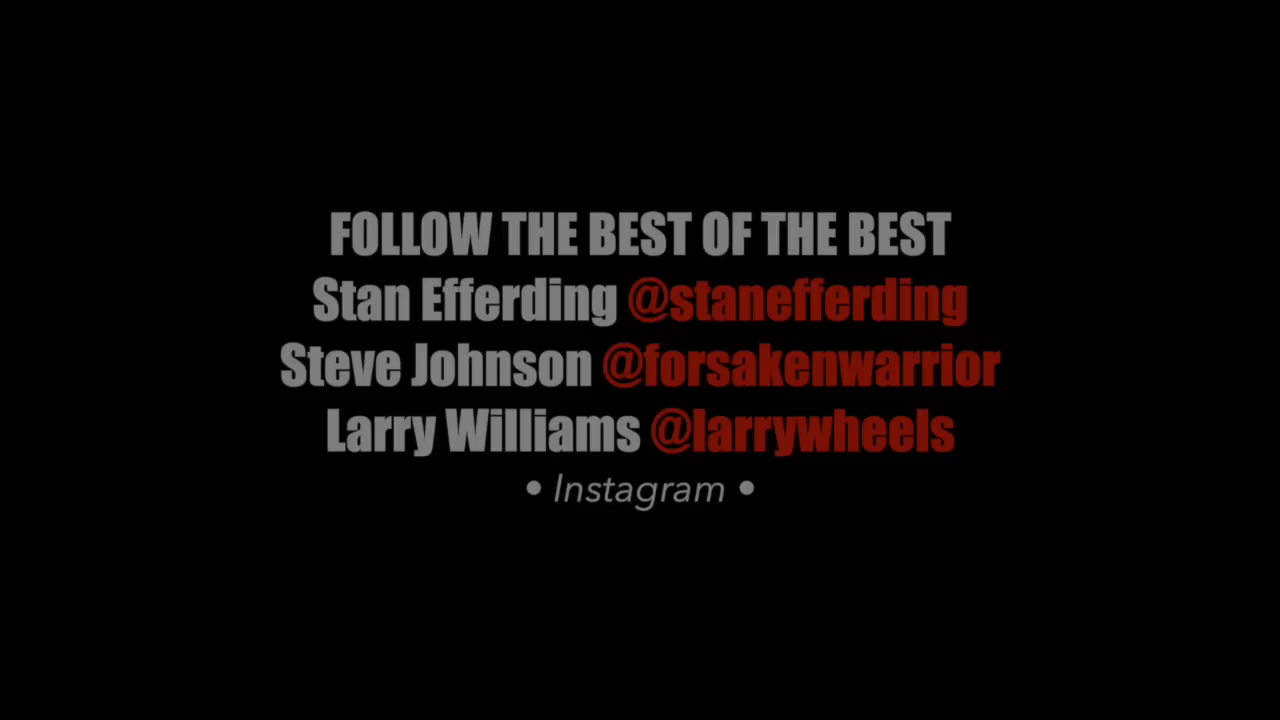 FOLLOW THE BEST OF THE BEST
Stan Efferding @stanefferding
Steve Johnson @forsakenwarrior
Larry Williams @larrywheels
• Instagram •